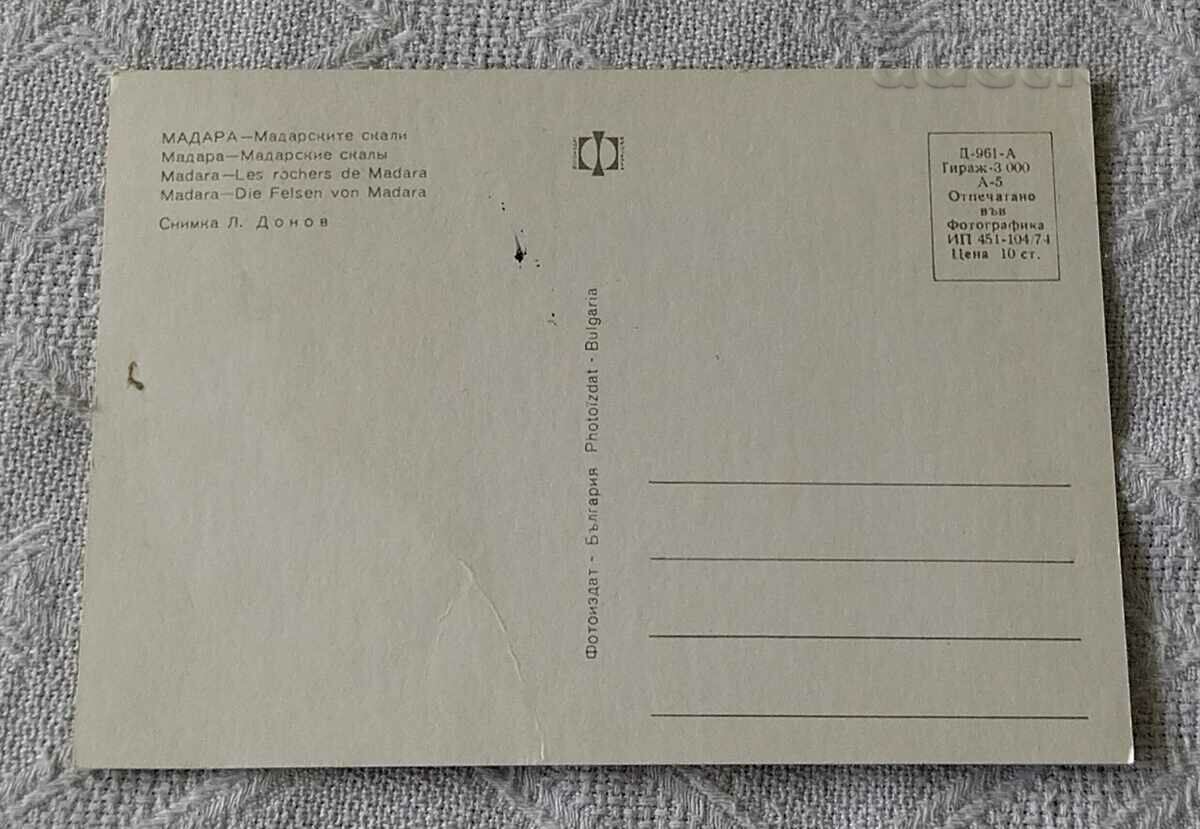 МАДАРА—Мадарските скали
Мадара—Мадарские скалы
Madara—Les rochers de Madara
Madara—Die Felsen von Madara
Снимка Л. Донов
Фотоиздат - България Photoizdat - Bulgaria
Д-961-А
Тираж-3 000
А-5
Отпечатано
във
Фотографика
ИП 451-104/74
Цена 10 ст.